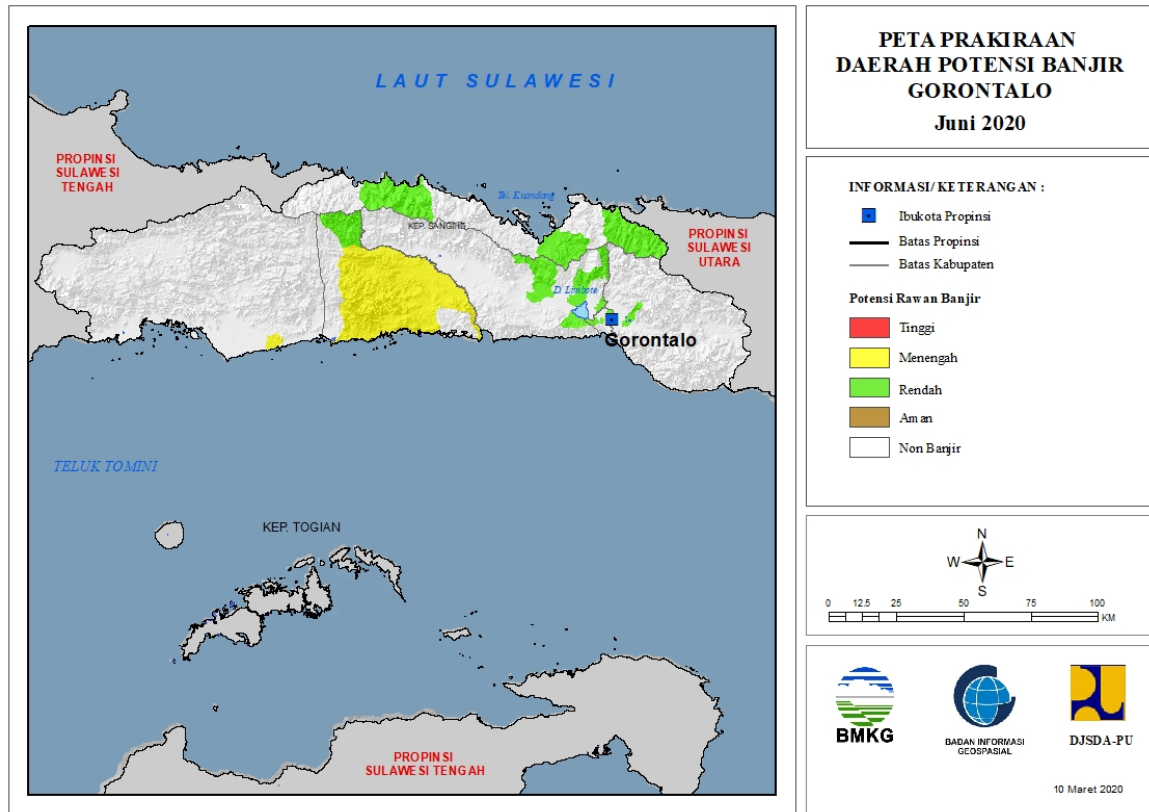 LAUT SULAWESI
PROPINSI
SULAWESI
TENGAH
Tel. Kuandang
KEP. SANGIHE
PROPINSI
SULAWESI
UTARA
D. Limboto
Gorontalo
TELUK TOMINI
KEP. TOGIAN
PROPINSI
SULAWESI TENGAH
PETA PRAKIRAAN
DAERAH POTENSI BANJIR
GORONTALO
Juni 2020
INFORMASI/ KETERANGAN :
Ibukota Propinsi
Batas Propinsi
Batas Kabupaten
Potensi Rawan Banjir
Tinggi
Menengah
Rendah
Aman
Non Banjir
N
W E
S
0 12.5 25 50 75 100
KM
BMKG
BADAN INFORMASI
GEOSPASIAL
DJSDA-PU
10 Maret 2020